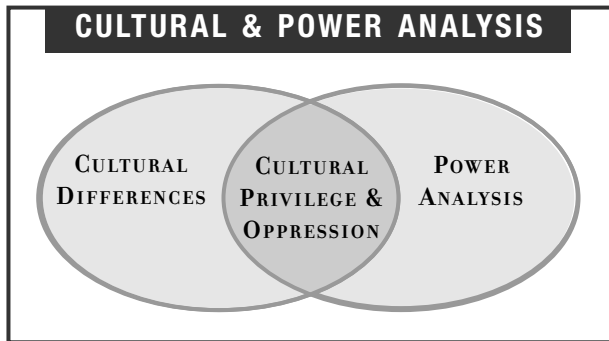 CULTURAL & POWER ANALYSIS
CULTURAL
DIFFERENCES
CULTURAL
PRIVILEGE &
OPPRESSION
POWER
ANALYSIS